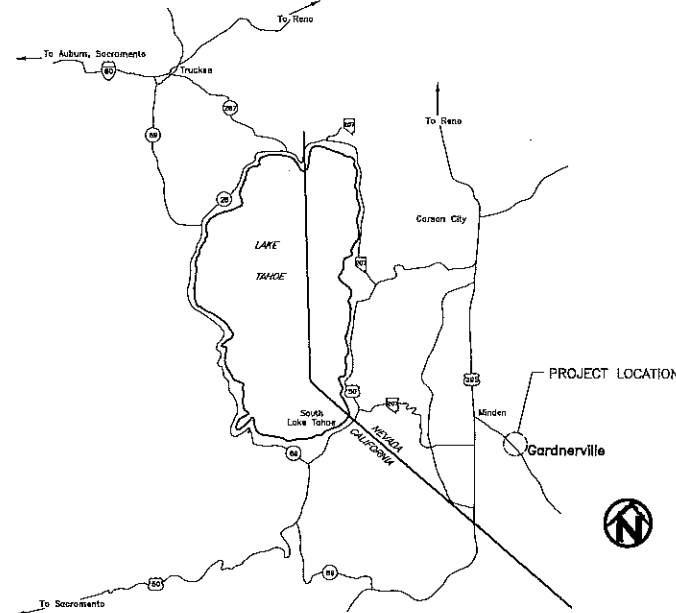 To Reno
To Auburn, Sacramento
80
Truckee
267
89
To Reno
28
Carson City
LAKE
TAHOE
50
395
PROJECT LOCATION
South
Lake Tahoe
Minden
NEVADA
CALIFORNIA
Gardnerville
N
50
To Sacramento